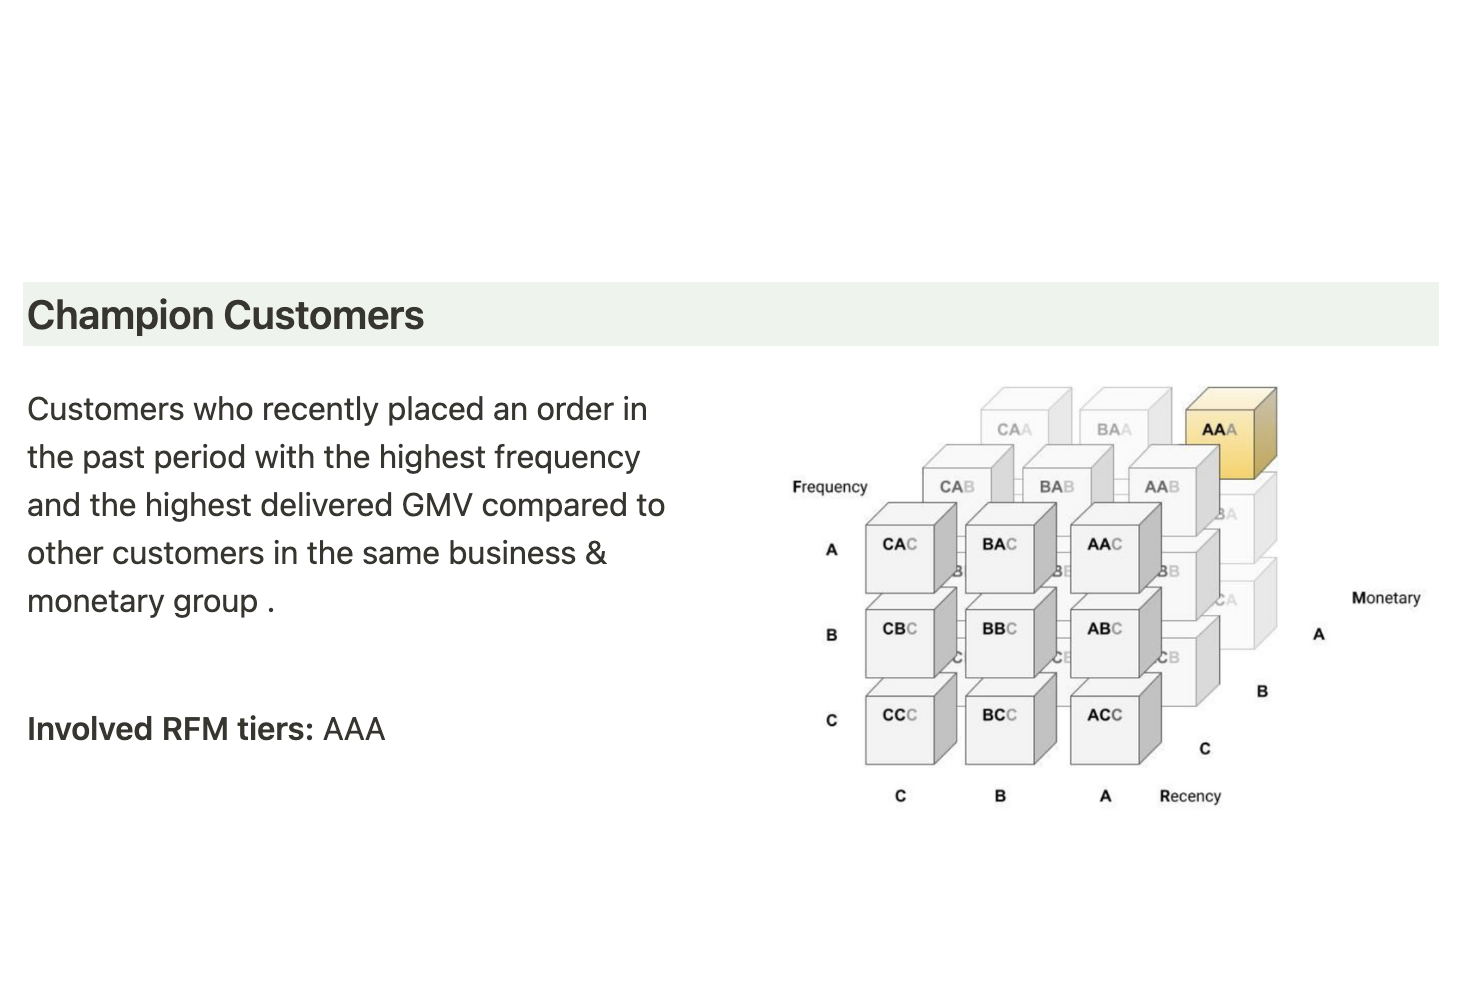 Champion Customers
Customers who recently placed an order in
the past period with the highest frequency
and the highest delivered GMV compared to
other customers in the same business &
monetary group .
Involved RFM tiers: AAA
CAA BAA AAA
Frequency
CAB BAB AAB
A
CAC BAC AAC
Monetary
B
CBC BBC ABC
A
C
CCC BCC ACC
B
C
C B A Recency